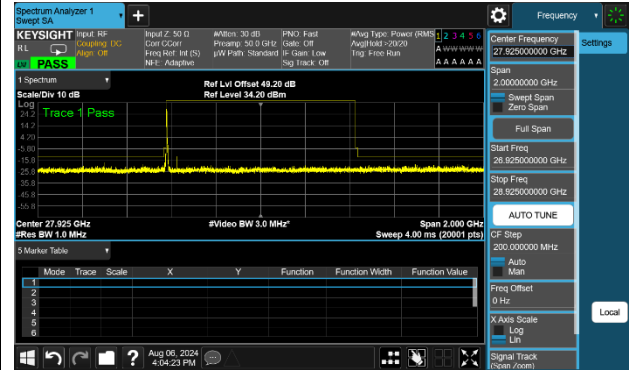 Spectrum Analyzer 1
Swept SA
Frequency
KEYSIGHT
Input: RF
Coupling: DC
Align: Off
Input Z: 50 Ω
Corr CCorr
Freq Ref: Int (S)
NFE: Adaptive
#Atten: 30 dB
Preamp: 50.0 GHz
µW Path: Standard
PNO: Fast
Gate: Off
IF Gain: Low
Sig Track: Off
#Avg Type: Power (RMS
Avg|Hold:>20/20
Trig: Free Run
1 2 3 4 5 6
A W W W W W
A A A A A A
RL
PASS
1 Spectrum
Scale/Div 10 dB
Ref Lvl Offset 49.20 dB
Ref Level 34.20 dBm
Log
Trace 1 Pass
24.2
14.2
4.20
-5.80
-15.8
-25.8
-35.8
-45.8
-55.8
Center 27.925 GHz
#Res BW 1.0 MHz
#Video BW 3.0 MHz*
Span 2.000 GHz
Sweep 4.00 ms (20001 pts)
5 Marker Table
Mode Trace Scale X Y Function Function Width Function Value
1
2
3
4
5
6
Aug 06, 2024
4:04:23 PM
Center Frequency
27.925000000 GHz
Span
2.00000000 GHz
Swept Span
Zero Span
Full Span
Start Freq
26.925000000 GHz
Stop Freq
28.925000000 GHz
AUTO TUNE
CF Step
200.000000 MHz
Auto
Man
Freq Offset
0 Hz
X Axis Scale
Log
Lin
Signal Track
(Span Zoom)
Settings
Local